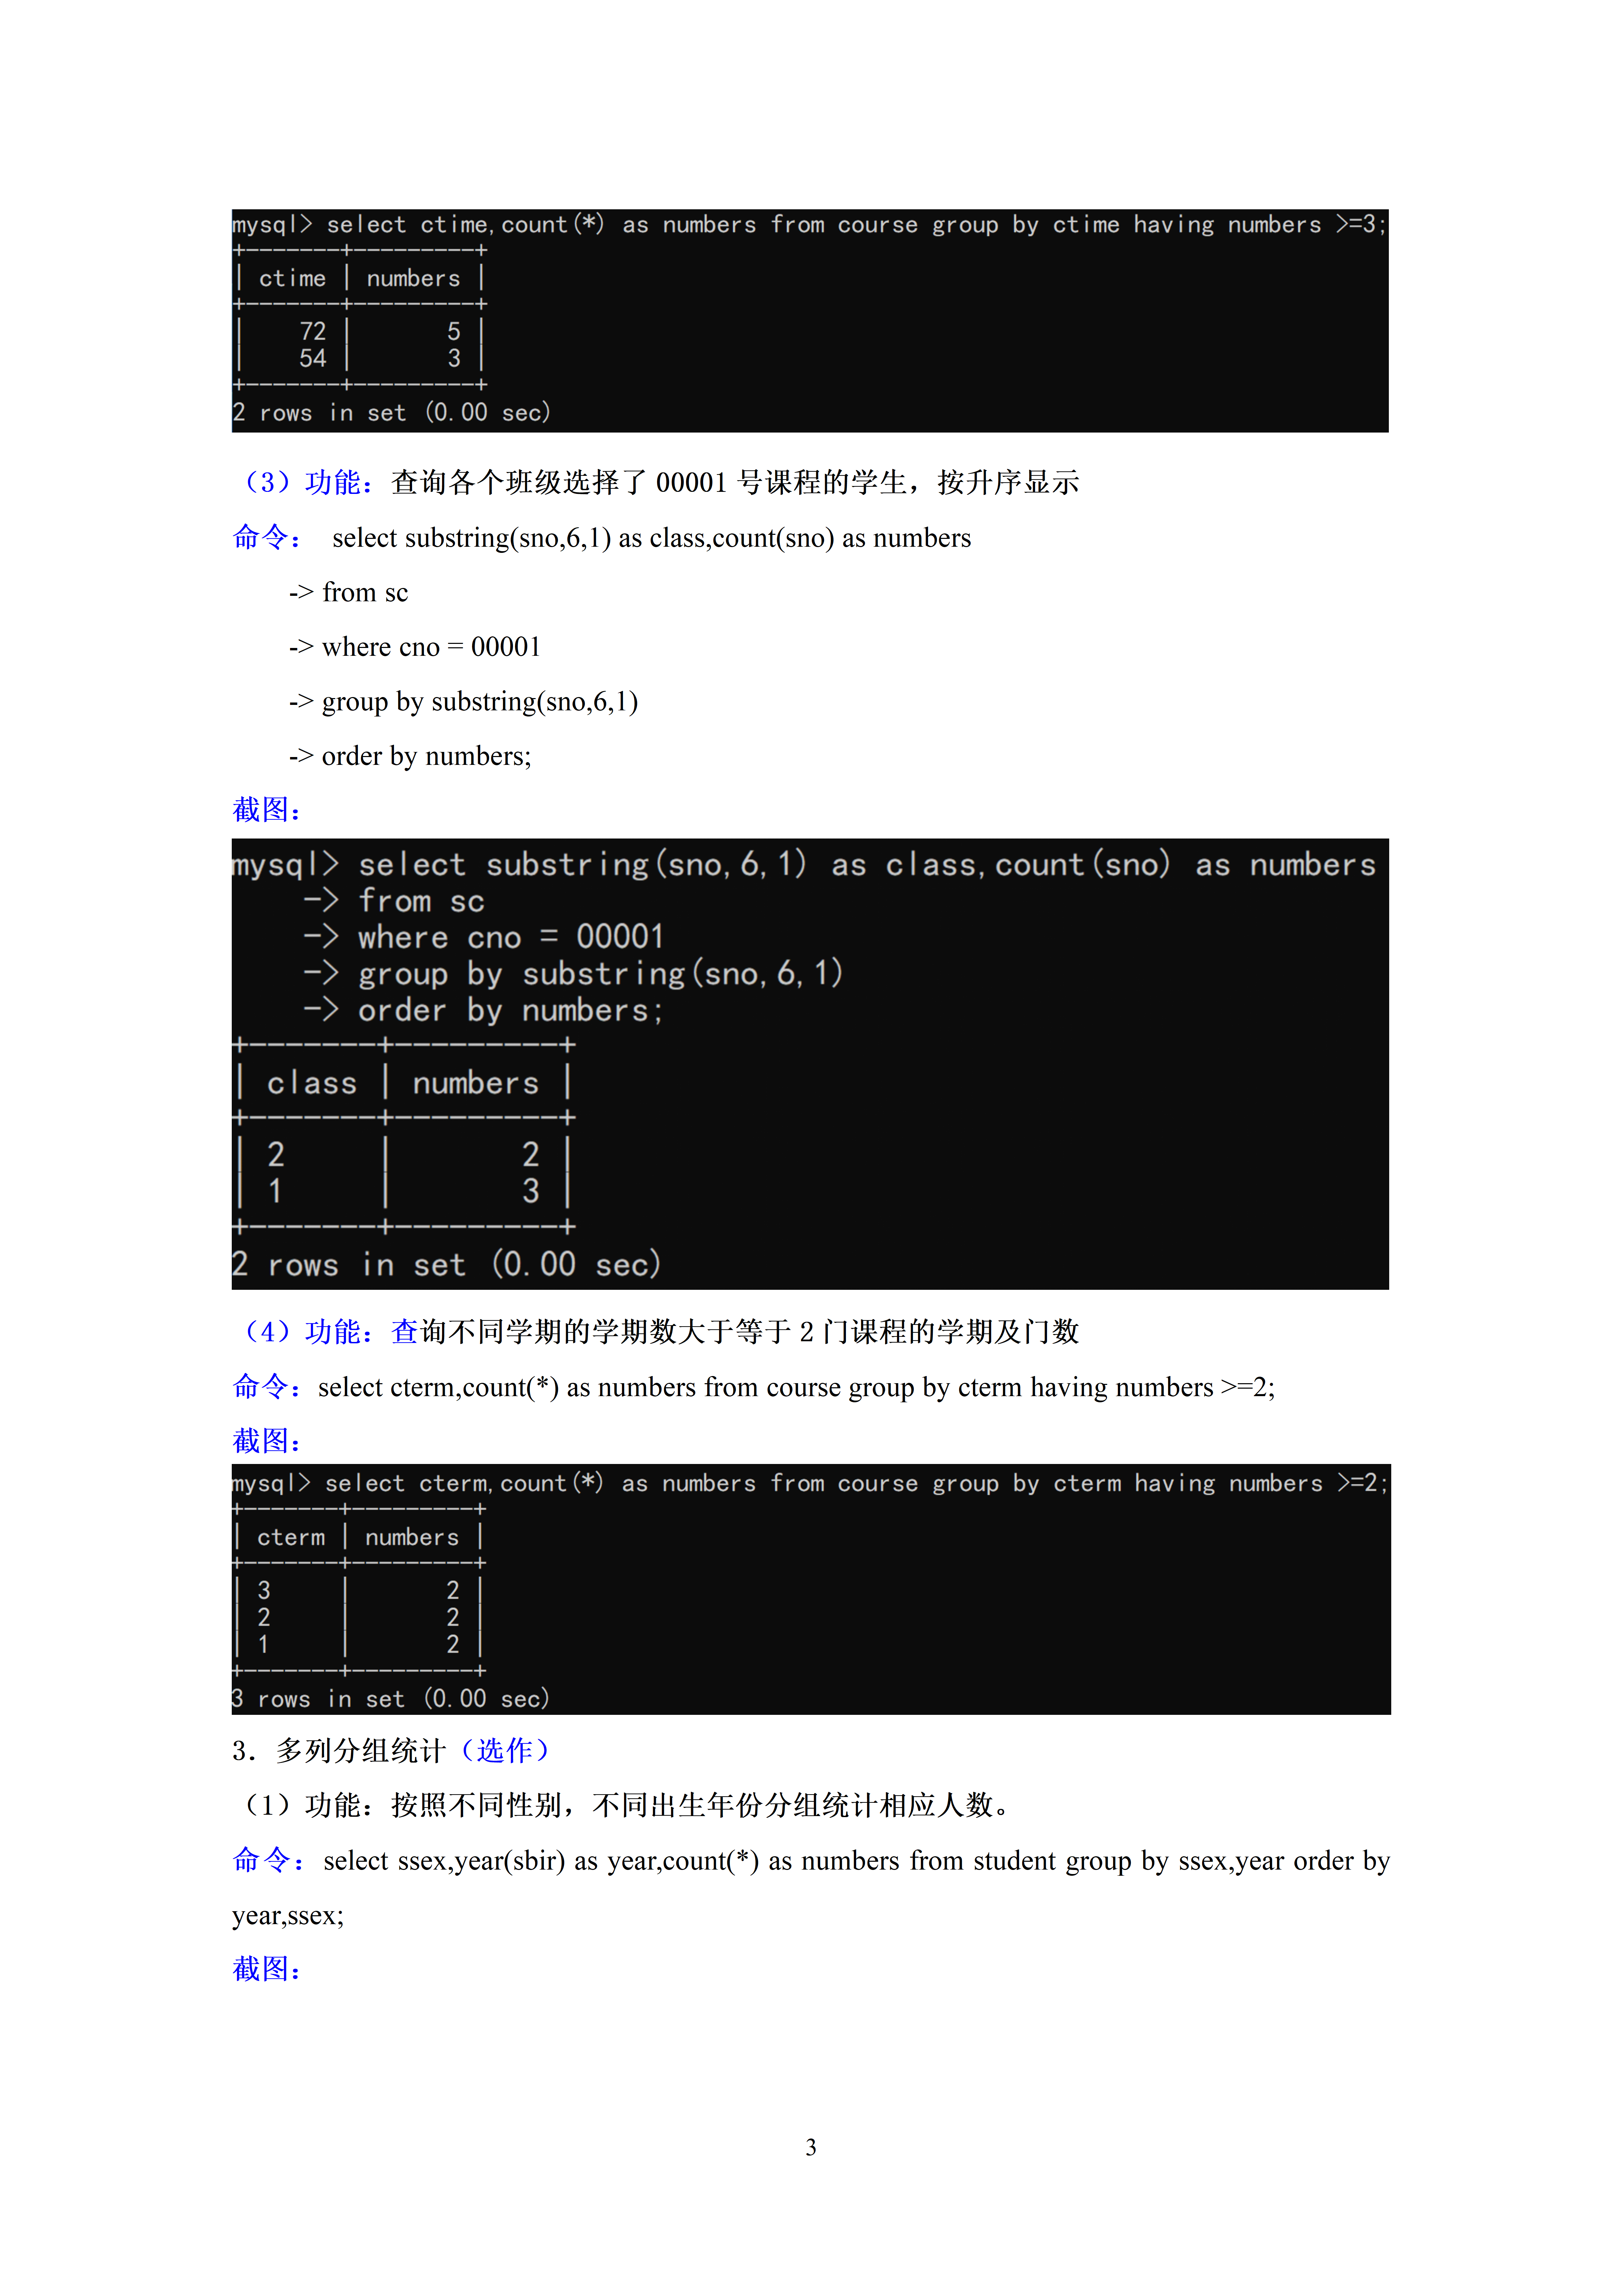 mysql> select ctime,count(*) as numbers from course group by ctime having numbers >=3;
+-------+---------+
| ctime | numbers |
+-------+---------+
|    72 |       5 |
|    54 |       3 |
+-------+---------+
2 rows in set (0.00 sec)
（3）功能：查询各个班级选择了 00001 号课程的学生，按升序显示
命令： select substring(sno,6,1) as class,count(sno) as numbers
-> from sc
-> where cno = 00001
-> group by substring(sno,6,1)
-> order by numbers;
截图：
mysql> select substring(sno,6,1) as class,count(sno) as numbers
    -> from sc
    -> where cno = 00001
    -> group by substring(sno,6,1)
    -> order by numbers;
+-------+---------+
| class | numbers |
+-------+---------+
| 2     |       2 |
| 1     |       3 |
+-------+---------+
2 rows in set (0.00 sec)
（4）功能：查询不同学期的学期数大于等于 2 门课程的学期及门数
命令：select cterm,count(*) as numbers from course group by cterm having numbers >=2;
截图：
mysql> select cterm,count(*) as numbers from course group by cterm having numbers >=2;
+-------+---------+
| cterm | numbers |
+-------+---------+
| 3     |       2 |
| 2     |       2 |
| 1     |       2 |
+-------+---------+
3 rows in set (0.00 sec)
3．多列分组统计（选作）
（1）功能：按照不同性别，不同出生年份分组统计相应人数。
命令：select ssex,year(sbir) as year,count(*) as numbers from student group by ssex,year order by
year,ssex;
截图：
3